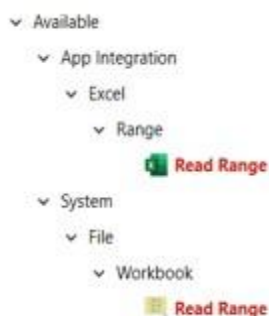 Available
App Integration
Excel
Range
Read Range
System
File
Workbook
Read Range